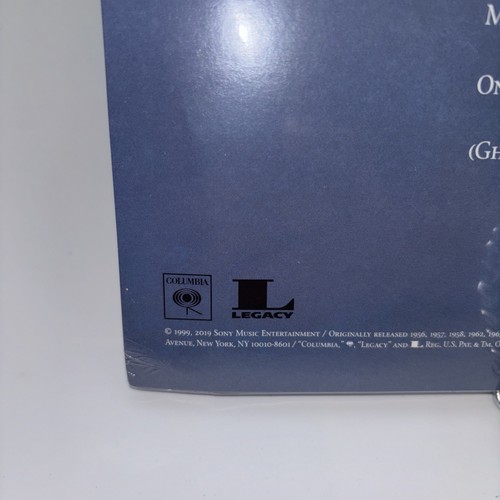 M
ON
(GH
COLUMBIA
L
LEGACY
© 1999, 2019 SONY MUSIC ENTERTAINMENT / ORIGINALLY RELEASED 1956, 1957, 1958, 1962, 196
AVENUE, NEW YORK, NY 10010-8601 / "COLUMBIA," , "LEGACY" AND L, REG. U.S. PAT. & TM. O